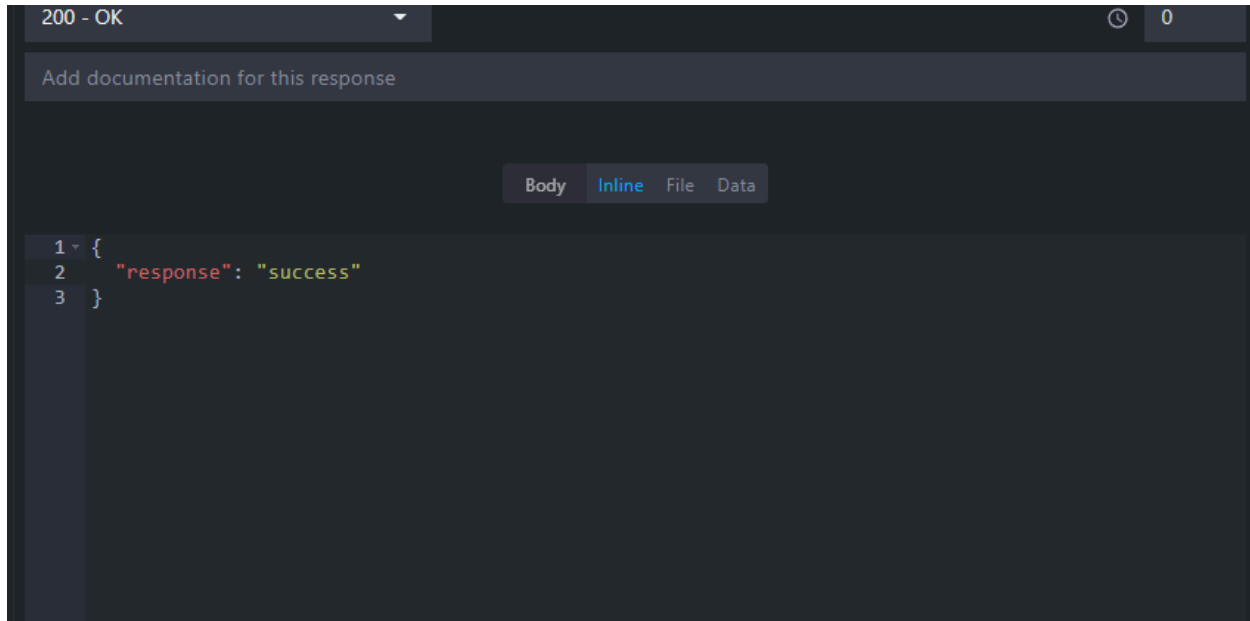 200 - OK 0
Add documentation for this response
Body Inline File Data
1 {
2 "response": "success"
3 }